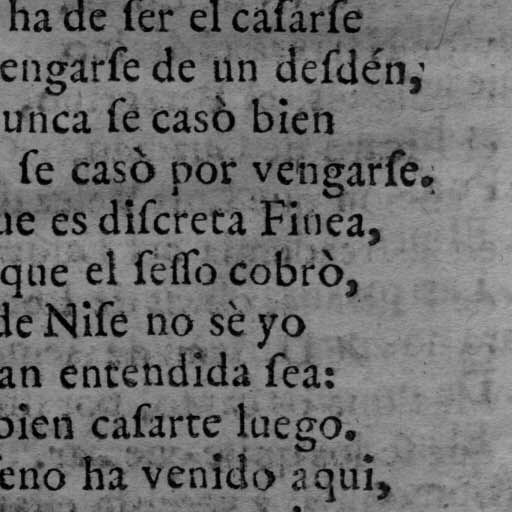 ha de ſer el caſarſe
engarſe de un deſdén,
unca ſe casò bien
ſe casò por vengarſe.
ue es diſcreta Finea,
que el ſeſſo cobrò,
de Niſe no sè yo
an entendida ſea:
bien caſarte luego.
ſeno ha venido aqui,